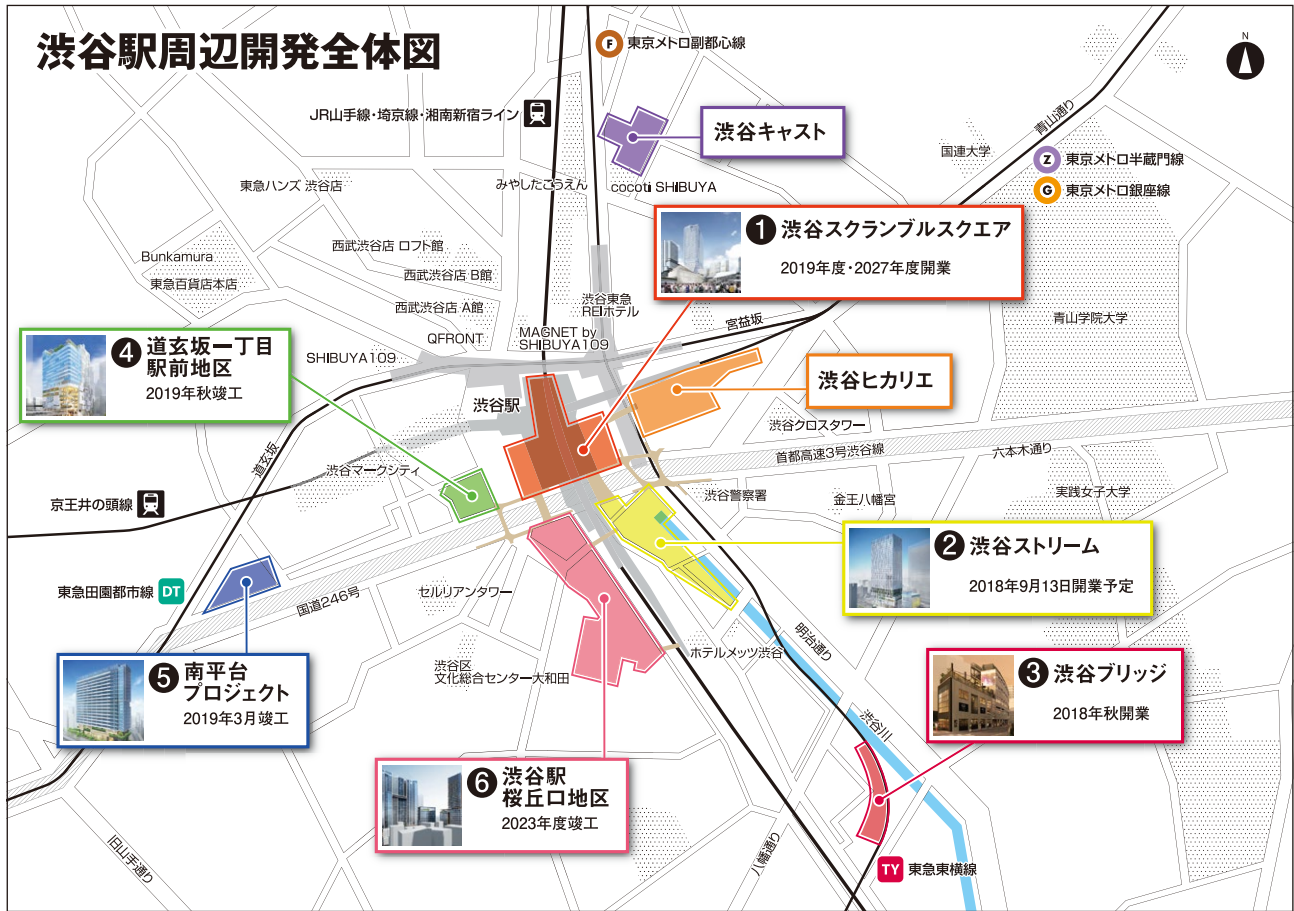 渋谷駅周辺開発全体図
F 東京メトロ副都心線
N
JR山手線・埼京線・湘南新宿ライン
渋谷キャスト
青山通り
国連大学
Z 東京メトロ半蔵門線
G 東京メトロ銀座線
東急ハンズ 渋谷店
みやしたこうえん
cocoti SHIBUYA
1 渋谷スクランブルスクエア
2019年度・2027年度開業
西武渋谷店 ロフト館
Bunkamura
西武渋谷店 B館
東急百貨店本店
西武渋谷店 A館
渋谷東急
REIホテル
宮益坂
青山学院大学
QFRONT
MAGNET by
SHIBUYA109
SHIBUYA109
4 道玄坂一丁目
駅前地区
2019年秋竣工
渋谷ヒカリエ
渋谷駅
渋谷クロスタワー
道玄坂
首都高速3号渋谷線
六本木通り
渋谷マークシティ
京王井の頭線
渋谷警察署
金王八幡宮
実践女子大学
2 渋谷ストリーム
2018年9月13日開業予定
東急田園都市線 DT
国道246号
セルリアンタワー
明治通り
ホテルメッツ渋谷
渋谷区
文化総合センター大和田
5 南平台
プロジェクト
2019年3月竣工
3 渋谷ブリッジ
2018年秋開業
渋谷川
6 渋谷駅
桜丘口地区
2023年度竣工
旧山手通り
八幡通り
TY 東急東横線